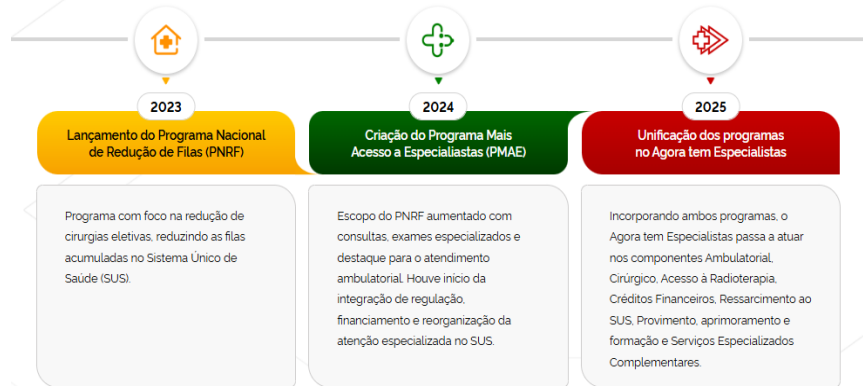 2023
Lançamento do Programa Nacional
de Redução de Filas (PNRF)
Programa com foco na redução de
cirurgias eletivas, reduzindo as filas
acumuladas no Sistema Único de
Saúde (SUS).
2024
Criação do Programa Mais
Acesso a Especialiastas (PMAE)
Escopo do PNRF aumentado com
consultas, exames especializados e
destaque para o atendimento
ambulatorial. Houve início da
integração de regulação,
financiamento e reorganização da
atenção especializada no SUS.
2025
Unificação dos programas
no Agora tem Especialistas
Incorporando ambos programas, o
Agora tem Especialistas passa a atuar
nos componentes Ambulatorial,
Cirúrgico, Acesso à Radioterapia,
Créditos Financeiros, Ressarcimento ao
SUS, Provimento, aprimoramento e
formação e Serviços Especializados
Complementares.